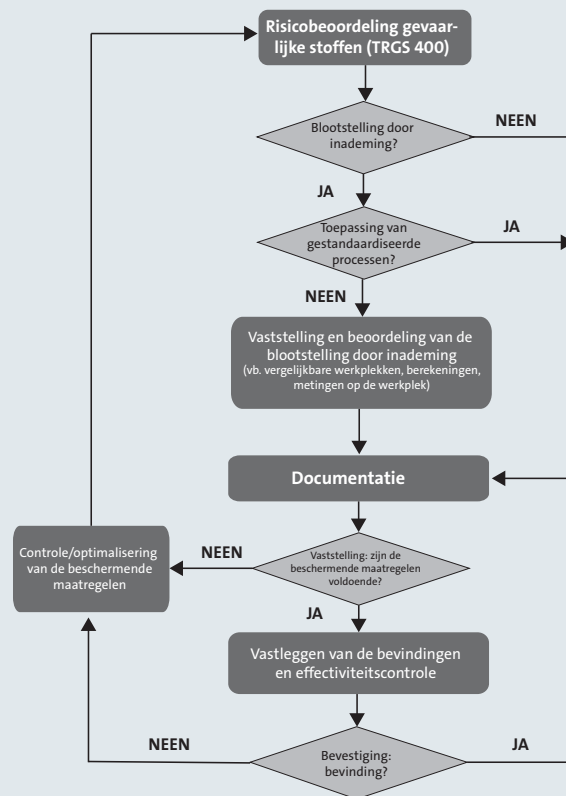 Risicobeoordeling gevaar-
lijke stoffen (TRGS 400)
Blootstelling door
inademing?
NEEN
JA
Toepassing van
gestandaardiseerde
processen?
JA
NEEN
Vaststelling en beoordeling van de
blootstelling door inademing
(vb. vergelijkbare werkplekken, berekeningen,
metingen op de werkplek)
Documentatie
Controle/optimalisering
van de beschermende
maatregelen
NEEN
Vaststelling: zijn de
beschermende maatregelen
voldoende?
JA
Vastleggen van de bevindingen
en effectiviteitscontrole
NEEN
Bevestiging:
bevinding?
JA